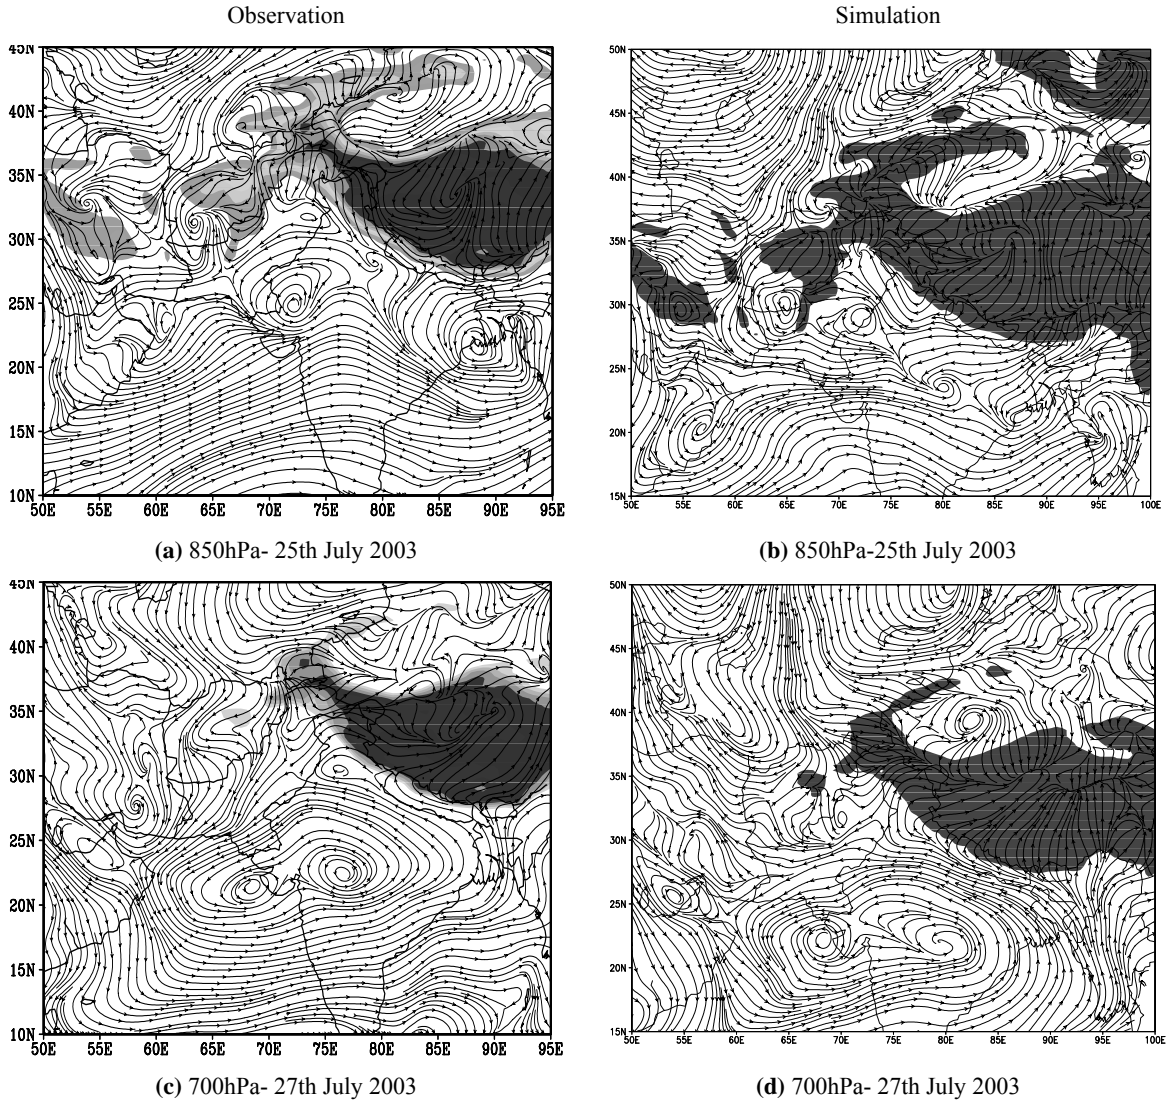 Observation Simulation
45N
40N
35N
30N
25N
20N
15N
10N
50E 55E 60E 65E 70E 75E 80E 85E 90E 95E
50N
45N
40N
35N
30N
25N
20N
15N
50E 55E 60E 65E 70E 75E 80E 85E 90E 95E 100E
(a) 850hPa- 25th July 2003
(b) 850hPa-25th July 2003
45N
40N
35N
30N
25N
20N
15N
10N
50E 55E 60E 65E 70E 75E 80E 85E 90E 95E
50N
45N
40N
35N
30N
25N
20N
15N
50E 55E 60E 65E 70E 75E 80E 85E 90E 95E 100E
(c) 700hPa- 27th July 2003
(d) 700hPa- 27th July 2003